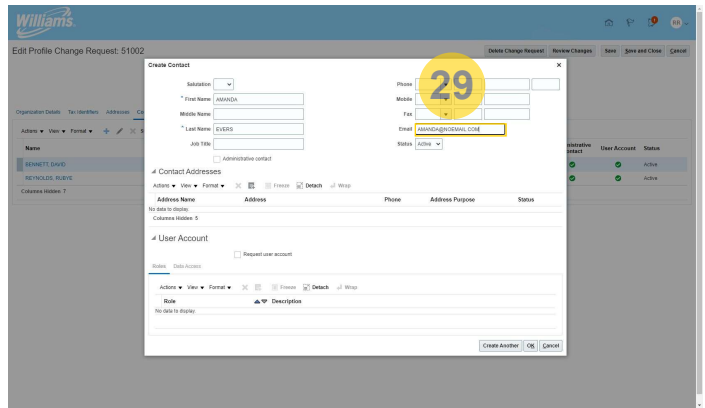 Williams.
RR
Edit Profile Change Request: 51002
Delete Change Request Review Changes Save Save and Close Cancel
Create Contact
Salutation
Phone
29
* First Name AMANDA
Mobile
Middle Name
Fax
* Last Name EVERS
Email AMANDA@NOEMAIL.COM
Job Title
Status Active
Administrative contact
Organization Details Tax Identifiers Addresses
Actions View Format
Name
Administrative Contact User Account Status
BENNETT, DAVID
Active
REYNOLDS, RUBYE
Active
Columns Hidden 7
Contact Addresses
Actions View Format Freeze Detach Wrap
Address Name Address Phone Address Purpose Status
No data to display.
Columns Hidden 5
User Account
Request user account
Roles Data Access
Actions View Format Freeze Detach Wrap
Role Description
No data to display.
Create Another OK Cancel